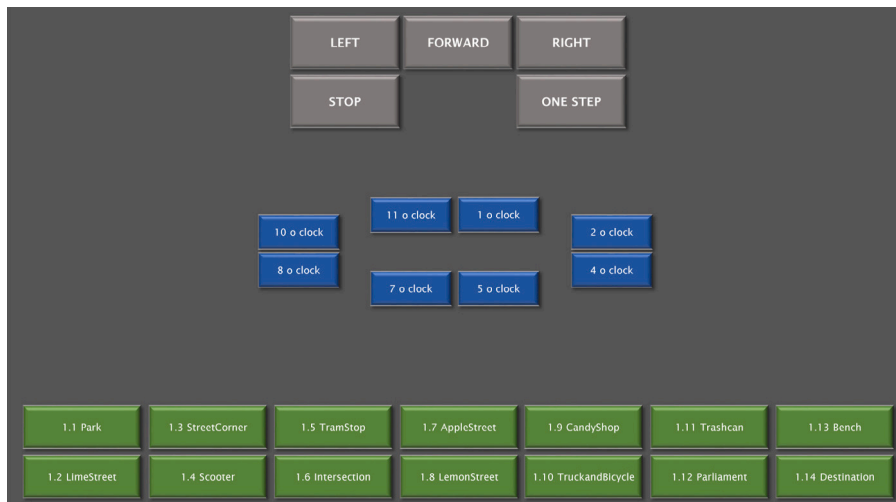 LEFT FORWARD RIGHT
STOP ONE STEP
11 o clock 1 o clock
10 o clock 2 o clock
8 o clock 4 o clock
7 o clock 5 o clock
1.1 Park 1.3 StreetCorner 1.5 TramStop 1.7 AppleStreet 1.9 CandyShop 1.11 Trashcan 1.13 Bench
1.2 LimeStreet 1.4 Scooter 1.6 Intersection 1.8 LemonStreet 1.10 TruckandBicycle 1.12 Parliament 1.14 Destination